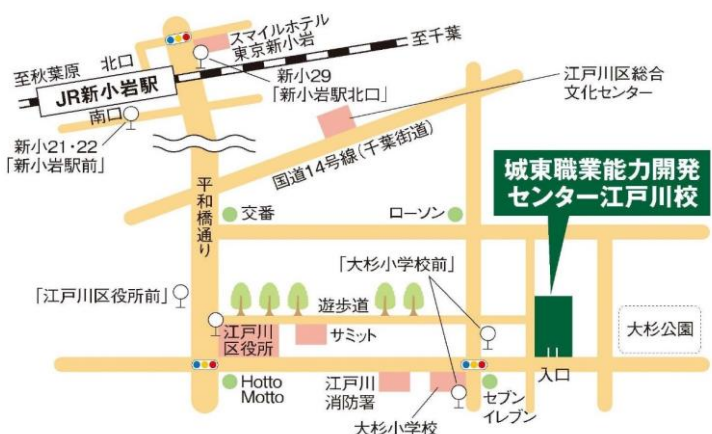 スマイルホテル
東京新小岩
至千葉
北口
至秋葉原
JR新小岩駅
新小29
「新小岩駅北口」
南口
新小21・22
「新小岩駅前」
江戸川区総合
文化センター
国道14号線(千葉街道)
城東職業能力開発
センター江戸川校
平和橋通り
交番
ローソン
「大杉小学校前」
「江戸川区役所前」
遊歩道
江戸川
区役所
サミット
大杉公園
入口
Hotto
Motto
江戸川
消防署
セブン
イレブン
大杉小学校